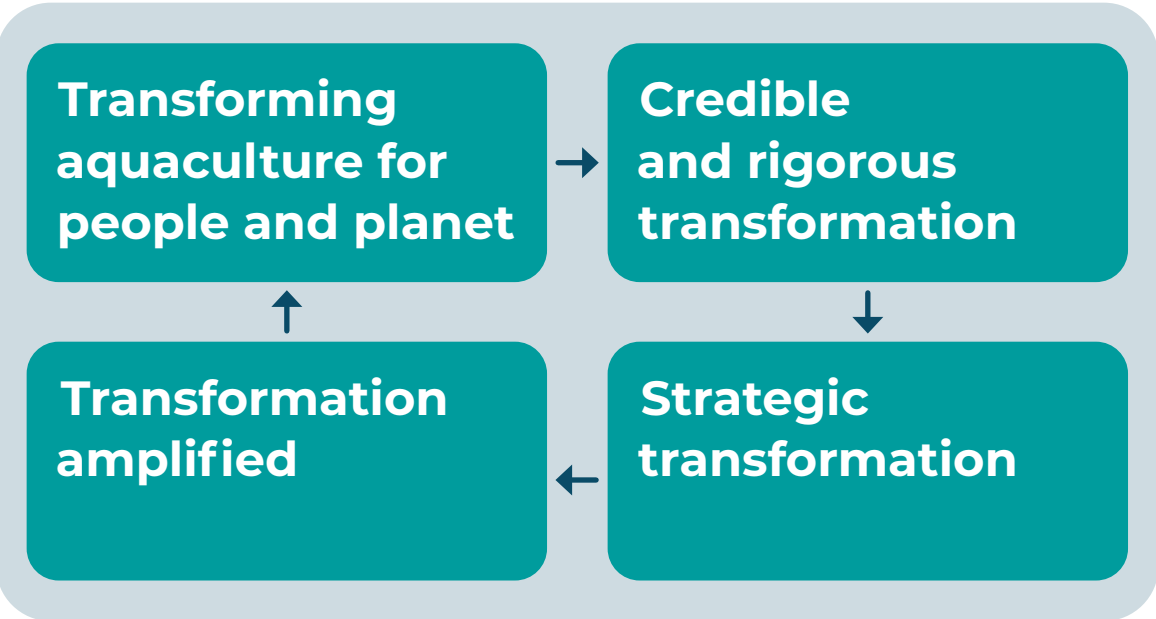 Transforming
aquaculture for
people and planet
Credible
and rigorous
transformation
Strategic
transformation
Transformation
amplified